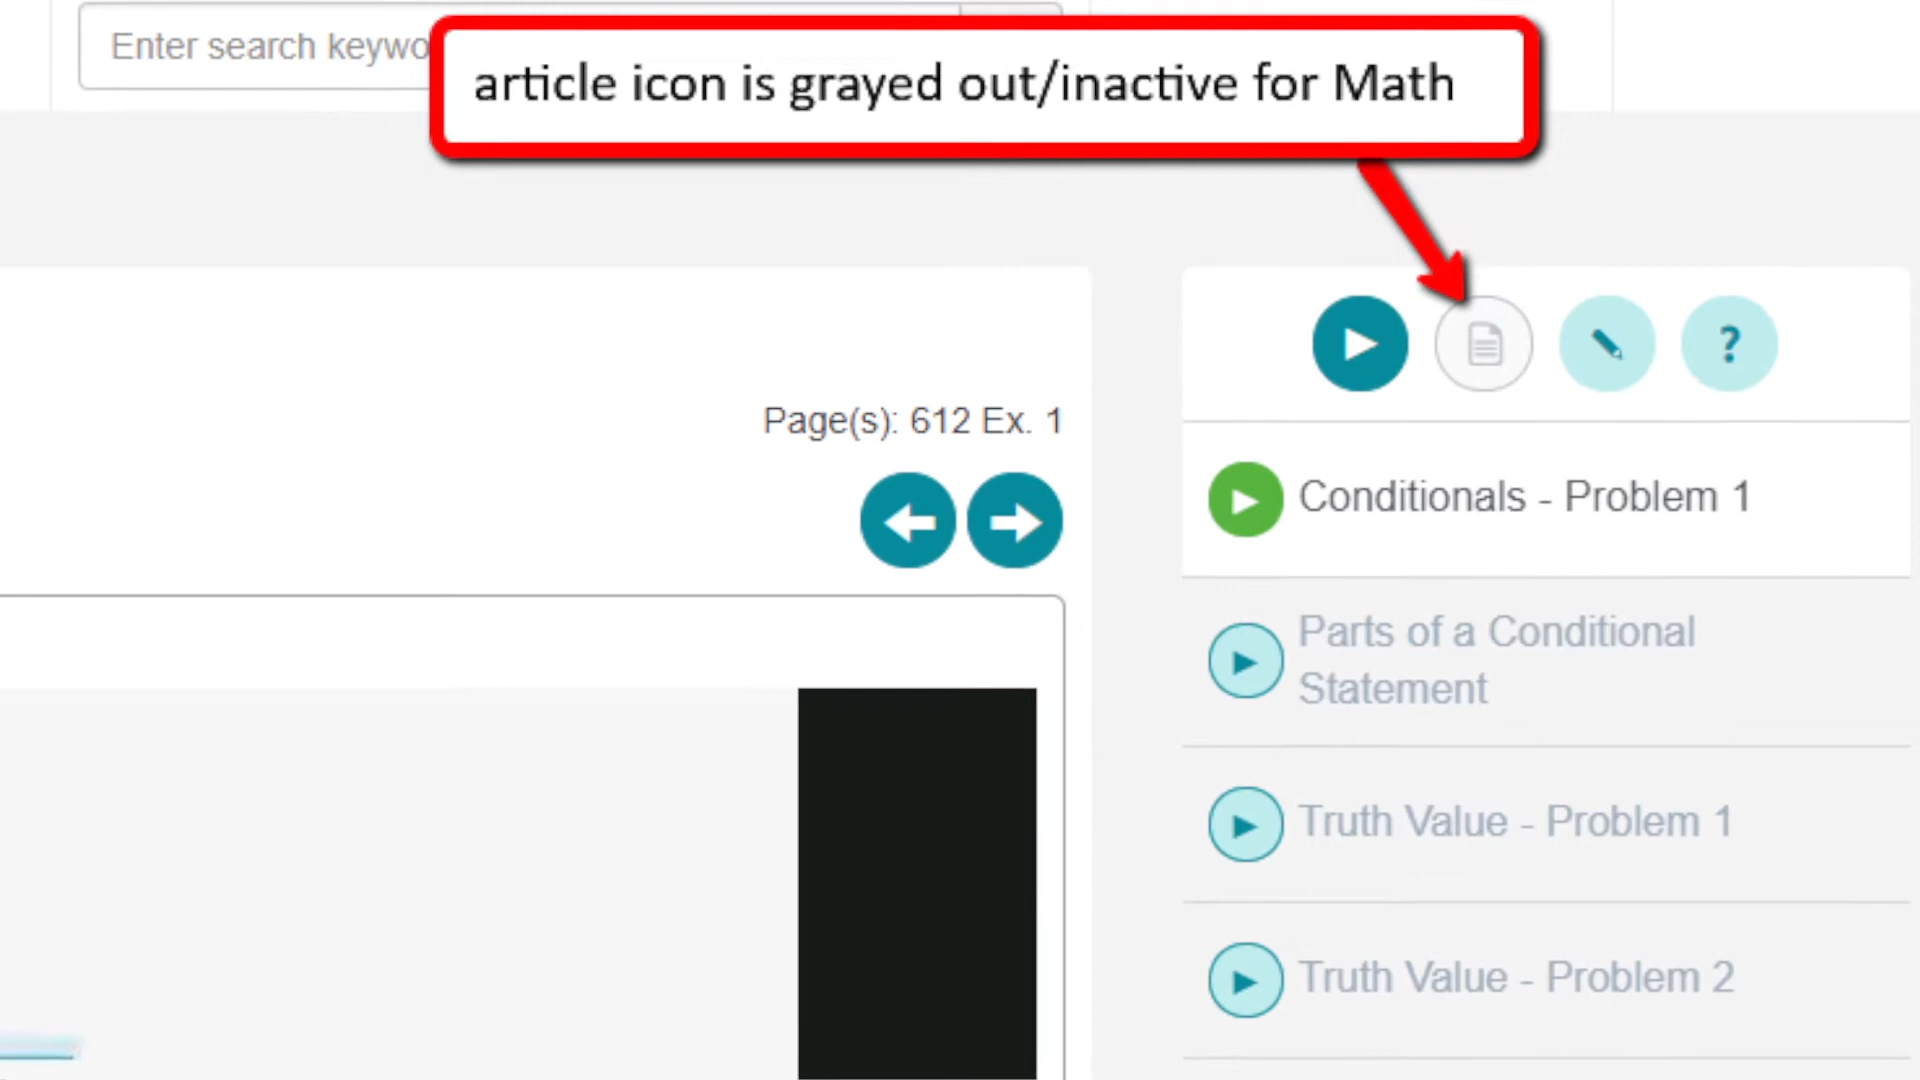 Enter search keywo
article icon is grayed out/inactive for Math
?
Page(s): 612 Ex. 1
Conditionals - Problem 1
Parts of a Conditional
Statement
Truth Value - Problem 1
Truth Value - Problem 2